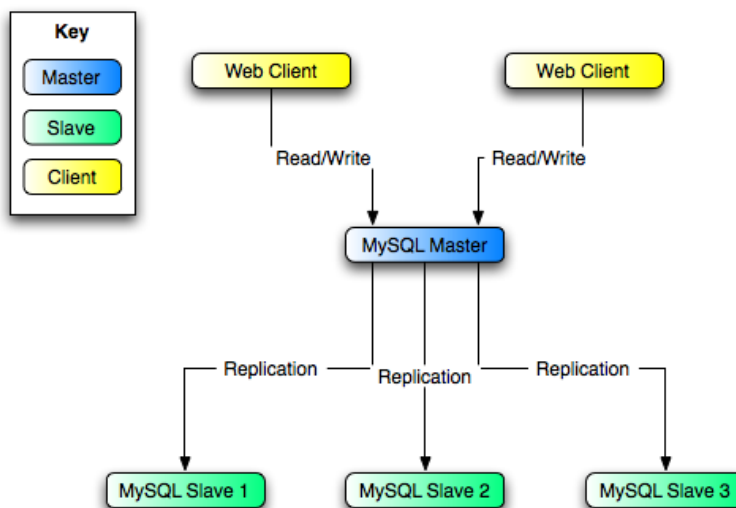 Key
Master
Slave
Client
Web Client
Web Client
Read/Write
Read/Write
MySQL Master
Replication
Replication
Replication
MySQL Slave 1
MySQL Slave 2
MySQL Slave 3